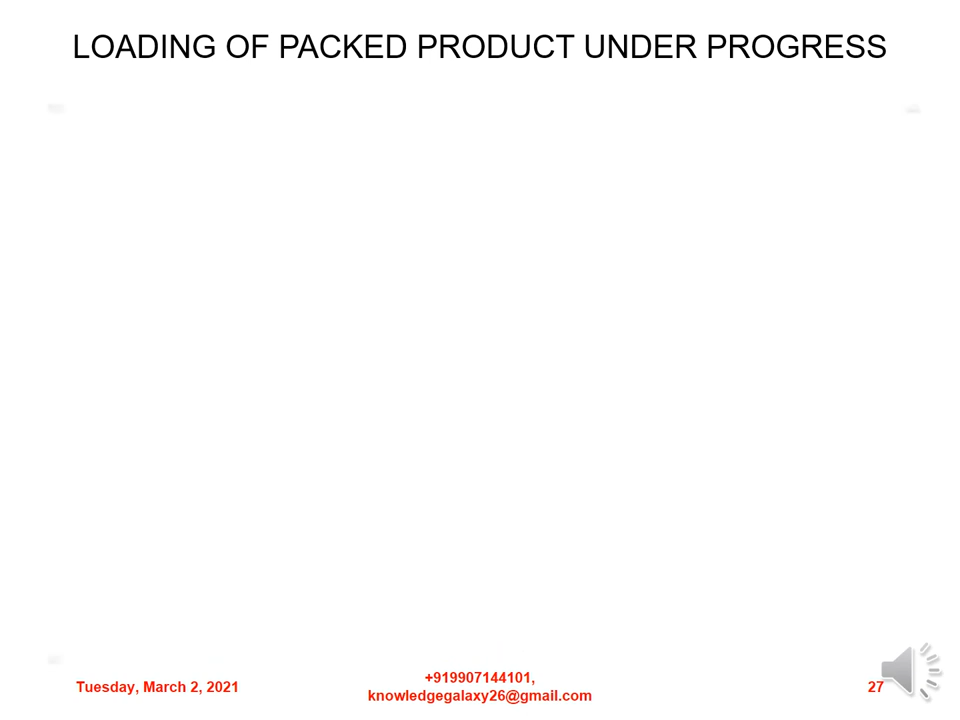 LOADING OF PACKED PRODUCT UNDER PROGRESS
Tuesday, March 2, 2021
+919907144101,
knowledgegalaxy26@gmail.com
27